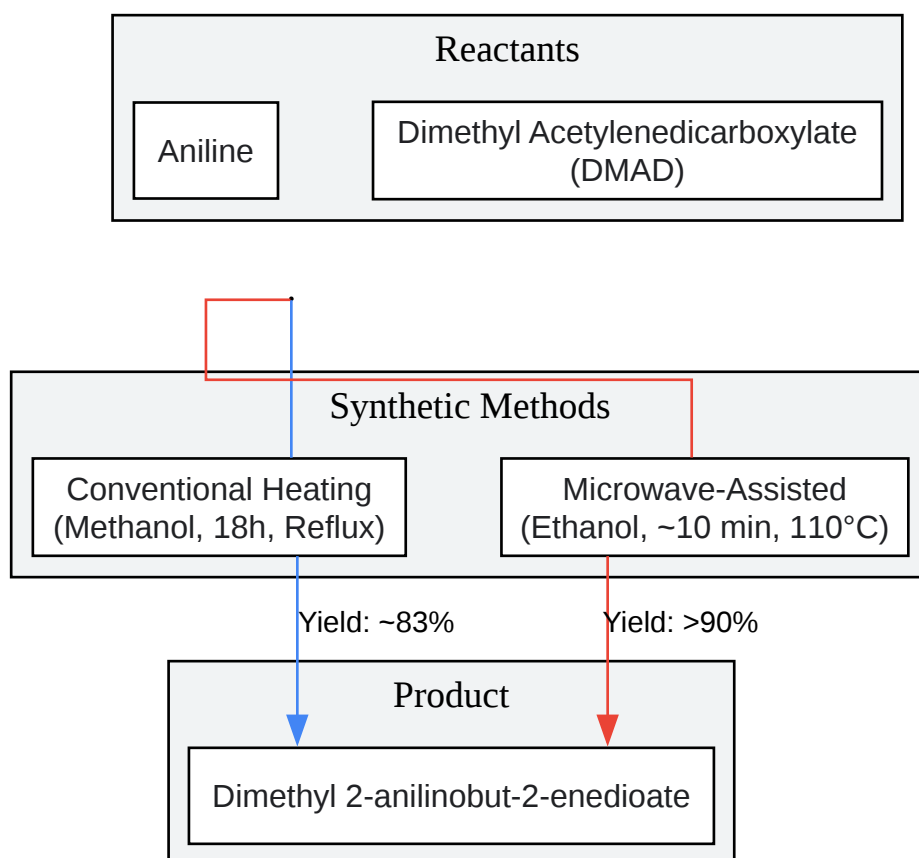 Reactants
Aniline
Dimethyl Acetylenedicarboxylate
(DMAD)
Synthetic Methods
Conventional Heating
(Methanol, 18h, Reflux)
Microwave-Assisted
(Ethanol, ~10 min, 110°C)
Yield: ~83%
Yield: >90%
Product
Dimethyl 2-anilinobut-2-enedioate